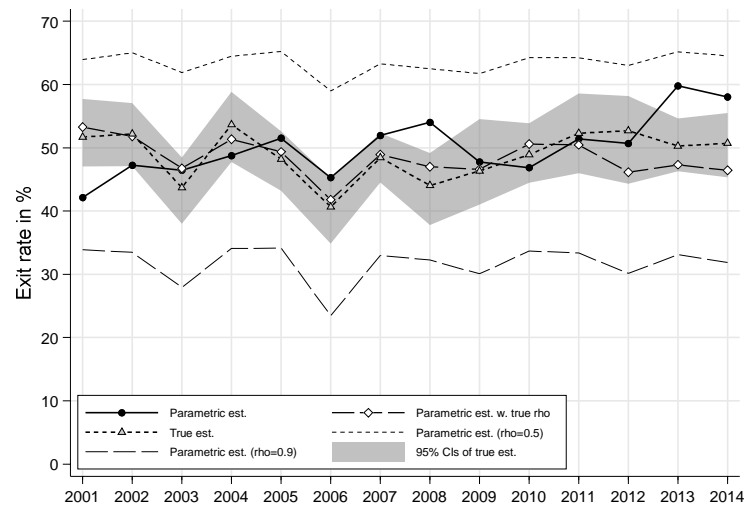 70
60
50
40
30
20
10
0
Exit rate in %
Parametric est.
Parametric est. w. true rho
True est.
Parametric est. (rho=0.5)
Parametric est. (rho=0.9)
95% CIs of true est.
2001 2002 2003 2004 2005 2006 2007 2008 2009 2010 2011 2012 2013 2014